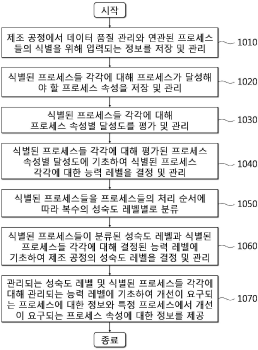 시작
제조 공정에서 데이터 품질 관리와 연관된 프로세스
들의 식별을 위해 입력되는 정보를 저장 및 관리
1010
식별된 프로세스들 각각에 대해 프로세스가 달성해
야 할 프로세스 속성을 저장 및 관리
1020
식별된 프로세스들 각각에 대해
프로세스 속성별 달성도를 평가 및 관리
1030
식별된 프로세스들 각각에 대해 평가된 프로세스
속성별 달성도에 기초하여 식별된 프로세스
각각에 대한 능력 레벨을 결정 및 관리
1040
식별된 프로세스들을 프로세스들의 처리 순서에
따라 복수의 성숙도 레벨별로 분류
1050
식별된 프로세스들이 분류된 성숙도 레벨과 식별된
프로세스들 각각에 대해 결정된 능력 레벨에
기초하여 제조 공정의 성숙도 레벨을 결정 및 관리
1060
관리되는 성숙도 레벨 및 식별된 프로세스들 각각에
대해 관리되는 능력 레벨에 기초하여 개선이 요구되
는 프로세스에 대한 정보와 특정 프로세스에서 개선
이 요구되는 프로세스 속성에 대한 정보를 제공
1070
종료